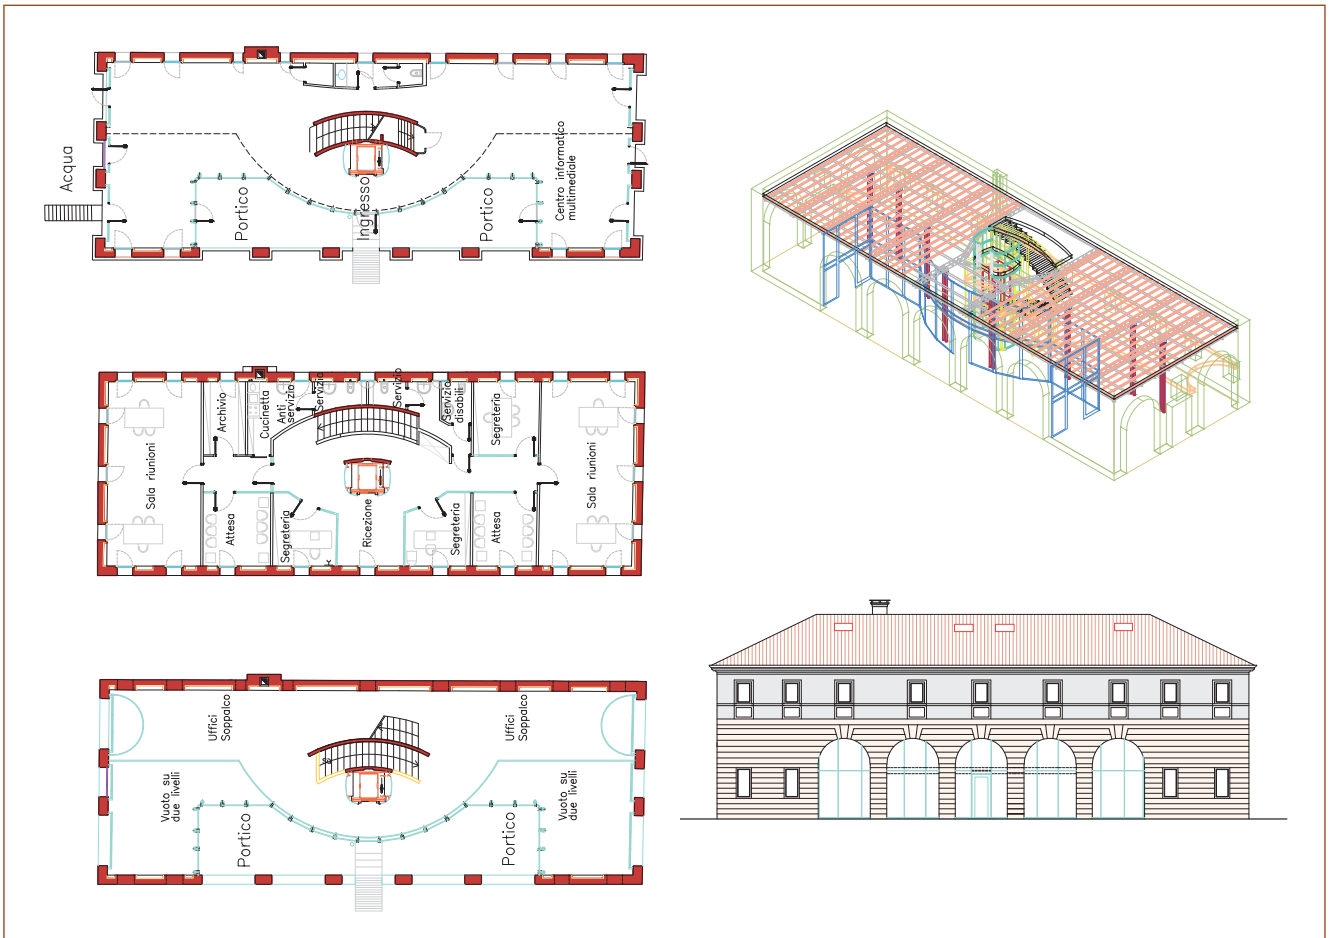 Acqua
Portico
Ingresso
Portico
Centro informatico
multimediale
Sala riunioni
Archivio
Cucinetta
Anti
servizio
Servizio
Servizio
Servizio
disabili
Segreteria
Sala riunioni
Attesa
Segreteria
Ricezione
Segreteria
Attesa
Uffici
Soppalco
Uffici
Soppalco
Vuoto su
due livelli
Portico
Portico
Vuoto su
due livelli